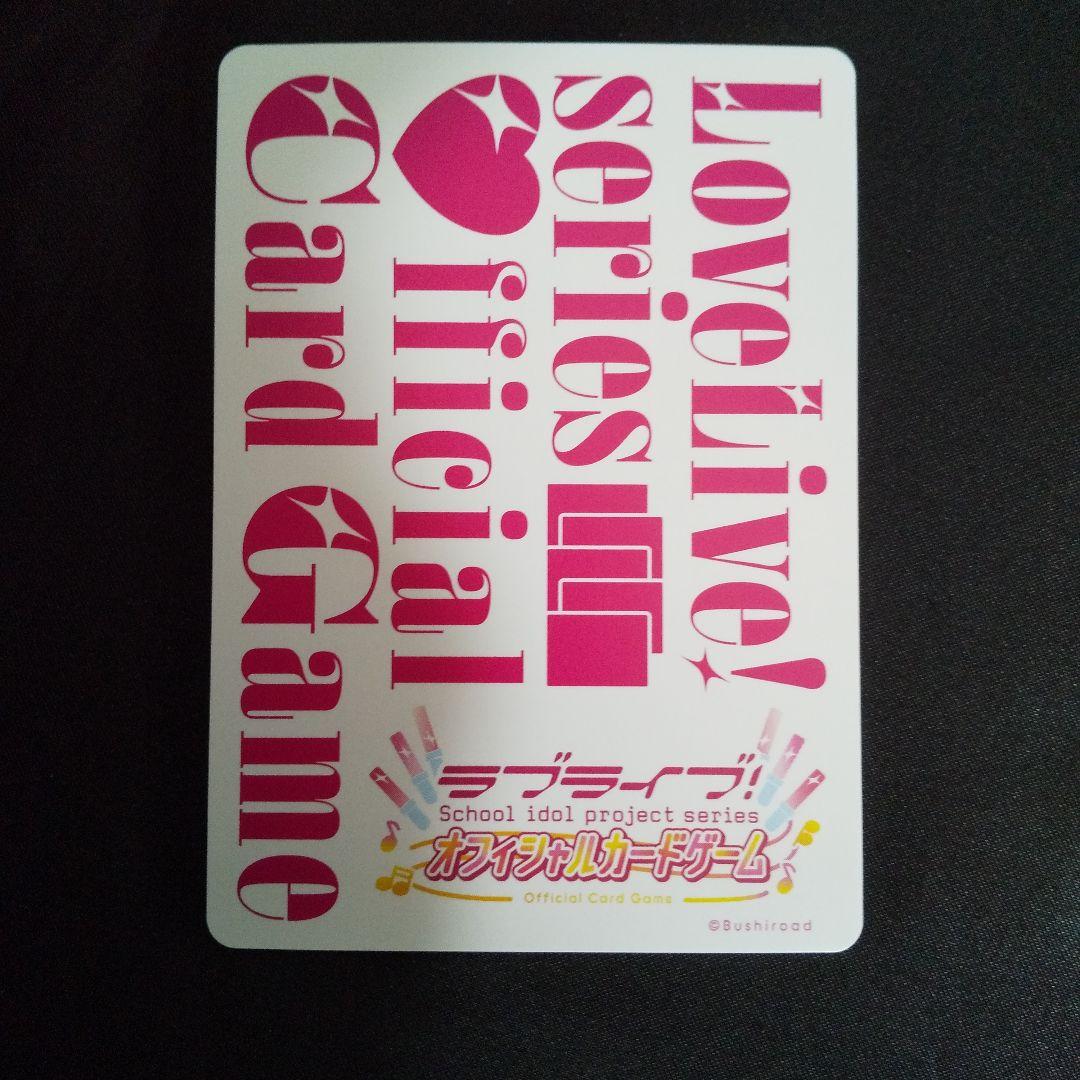 LoveLive!
series
♥fficial
Card Game
ラブライブ!
School idol project series
オフィシャルカードゲーム
Official Card Game
©Bushiroad